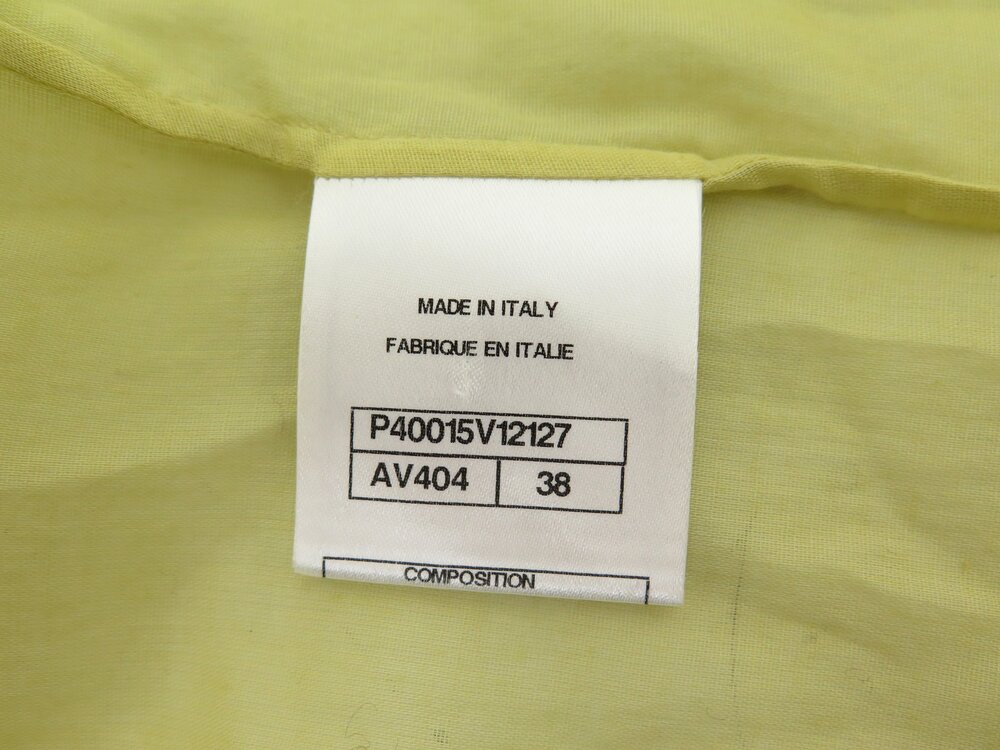 MADE IN ITALY
FABRIQUE EN ITALIE
P40015V12127
AV404 38
COMPOSITION